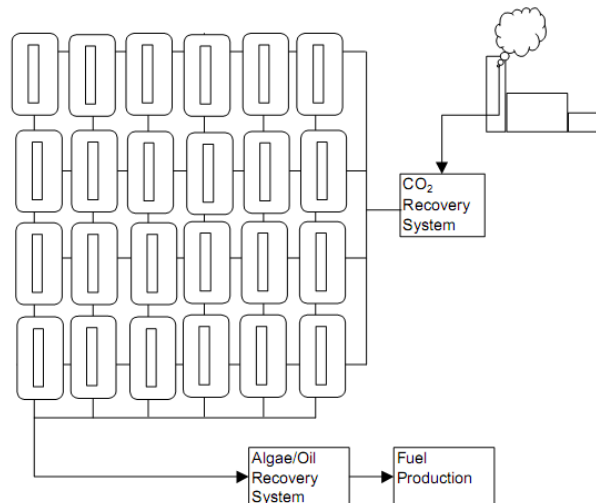 CO₂
Recovery
System
Algae/Oil
Recovery
System
Fuel
Production